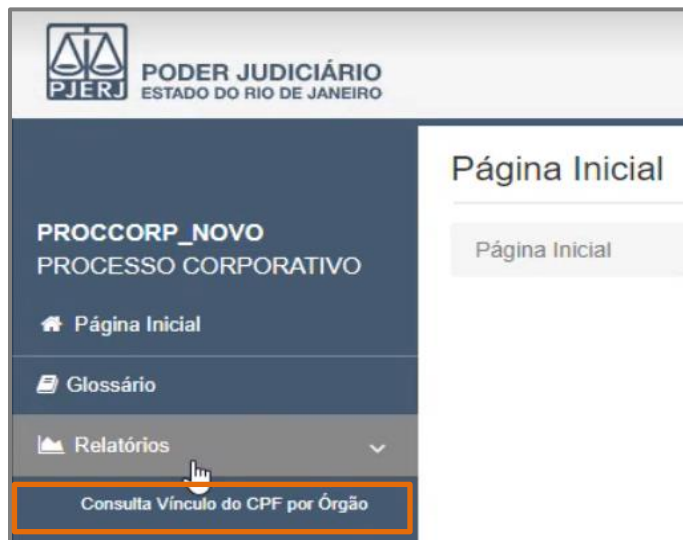 PJERJ
PODER JUDICIÁRIO
ESTADO DO RIO DE JANEIRO
Página Inicial
Página Inicial
PROCCORP_NOVO
PROCESSO CORPORATIVO
Página Inicial
Glossário
Relatórios
Consulta Vínculo do CPF por Órgão